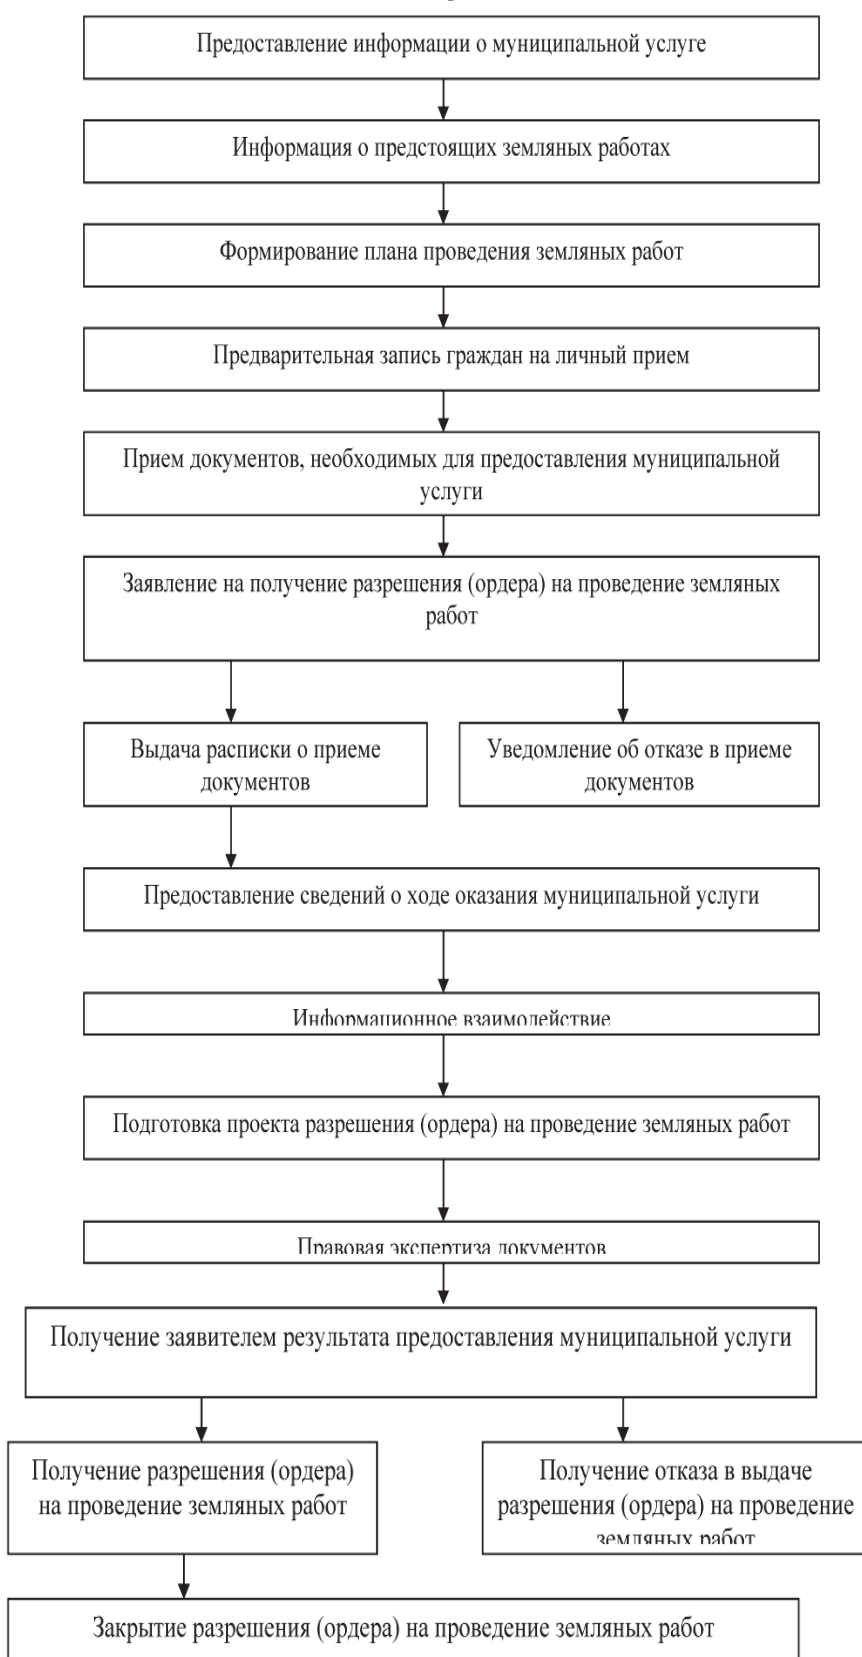 Предоставление информации о муниципальной услуге
Информация о предстоящих земляных работах
Формирование плана проведения земляных работ
Предварительная запись граждан на личный прием
Прием документов, необходимых для предоставления муниципальной
услуги
Заявление на получение разрешения (ордера) на проведение земляных
работ
Выдача расписки о приеме
документов
Уведомление об отказе в приеме
документов
Предоставление сведений о ходе оказания муниципальной услуги
Информационное взаимодействие
Подготовка проекта разрешения (ордера) на проведение земляных работ
Правовая экспертиза документов
Получение заявителем результата предоставления муниципальной услуги
Получение разрешения (ордера)
на проведение земляных работ
Получение отказа в выдаче
разрешения (ордера) на проведение
земляных работ
Закрытие разрешения (ордера) на проведение земляных работ